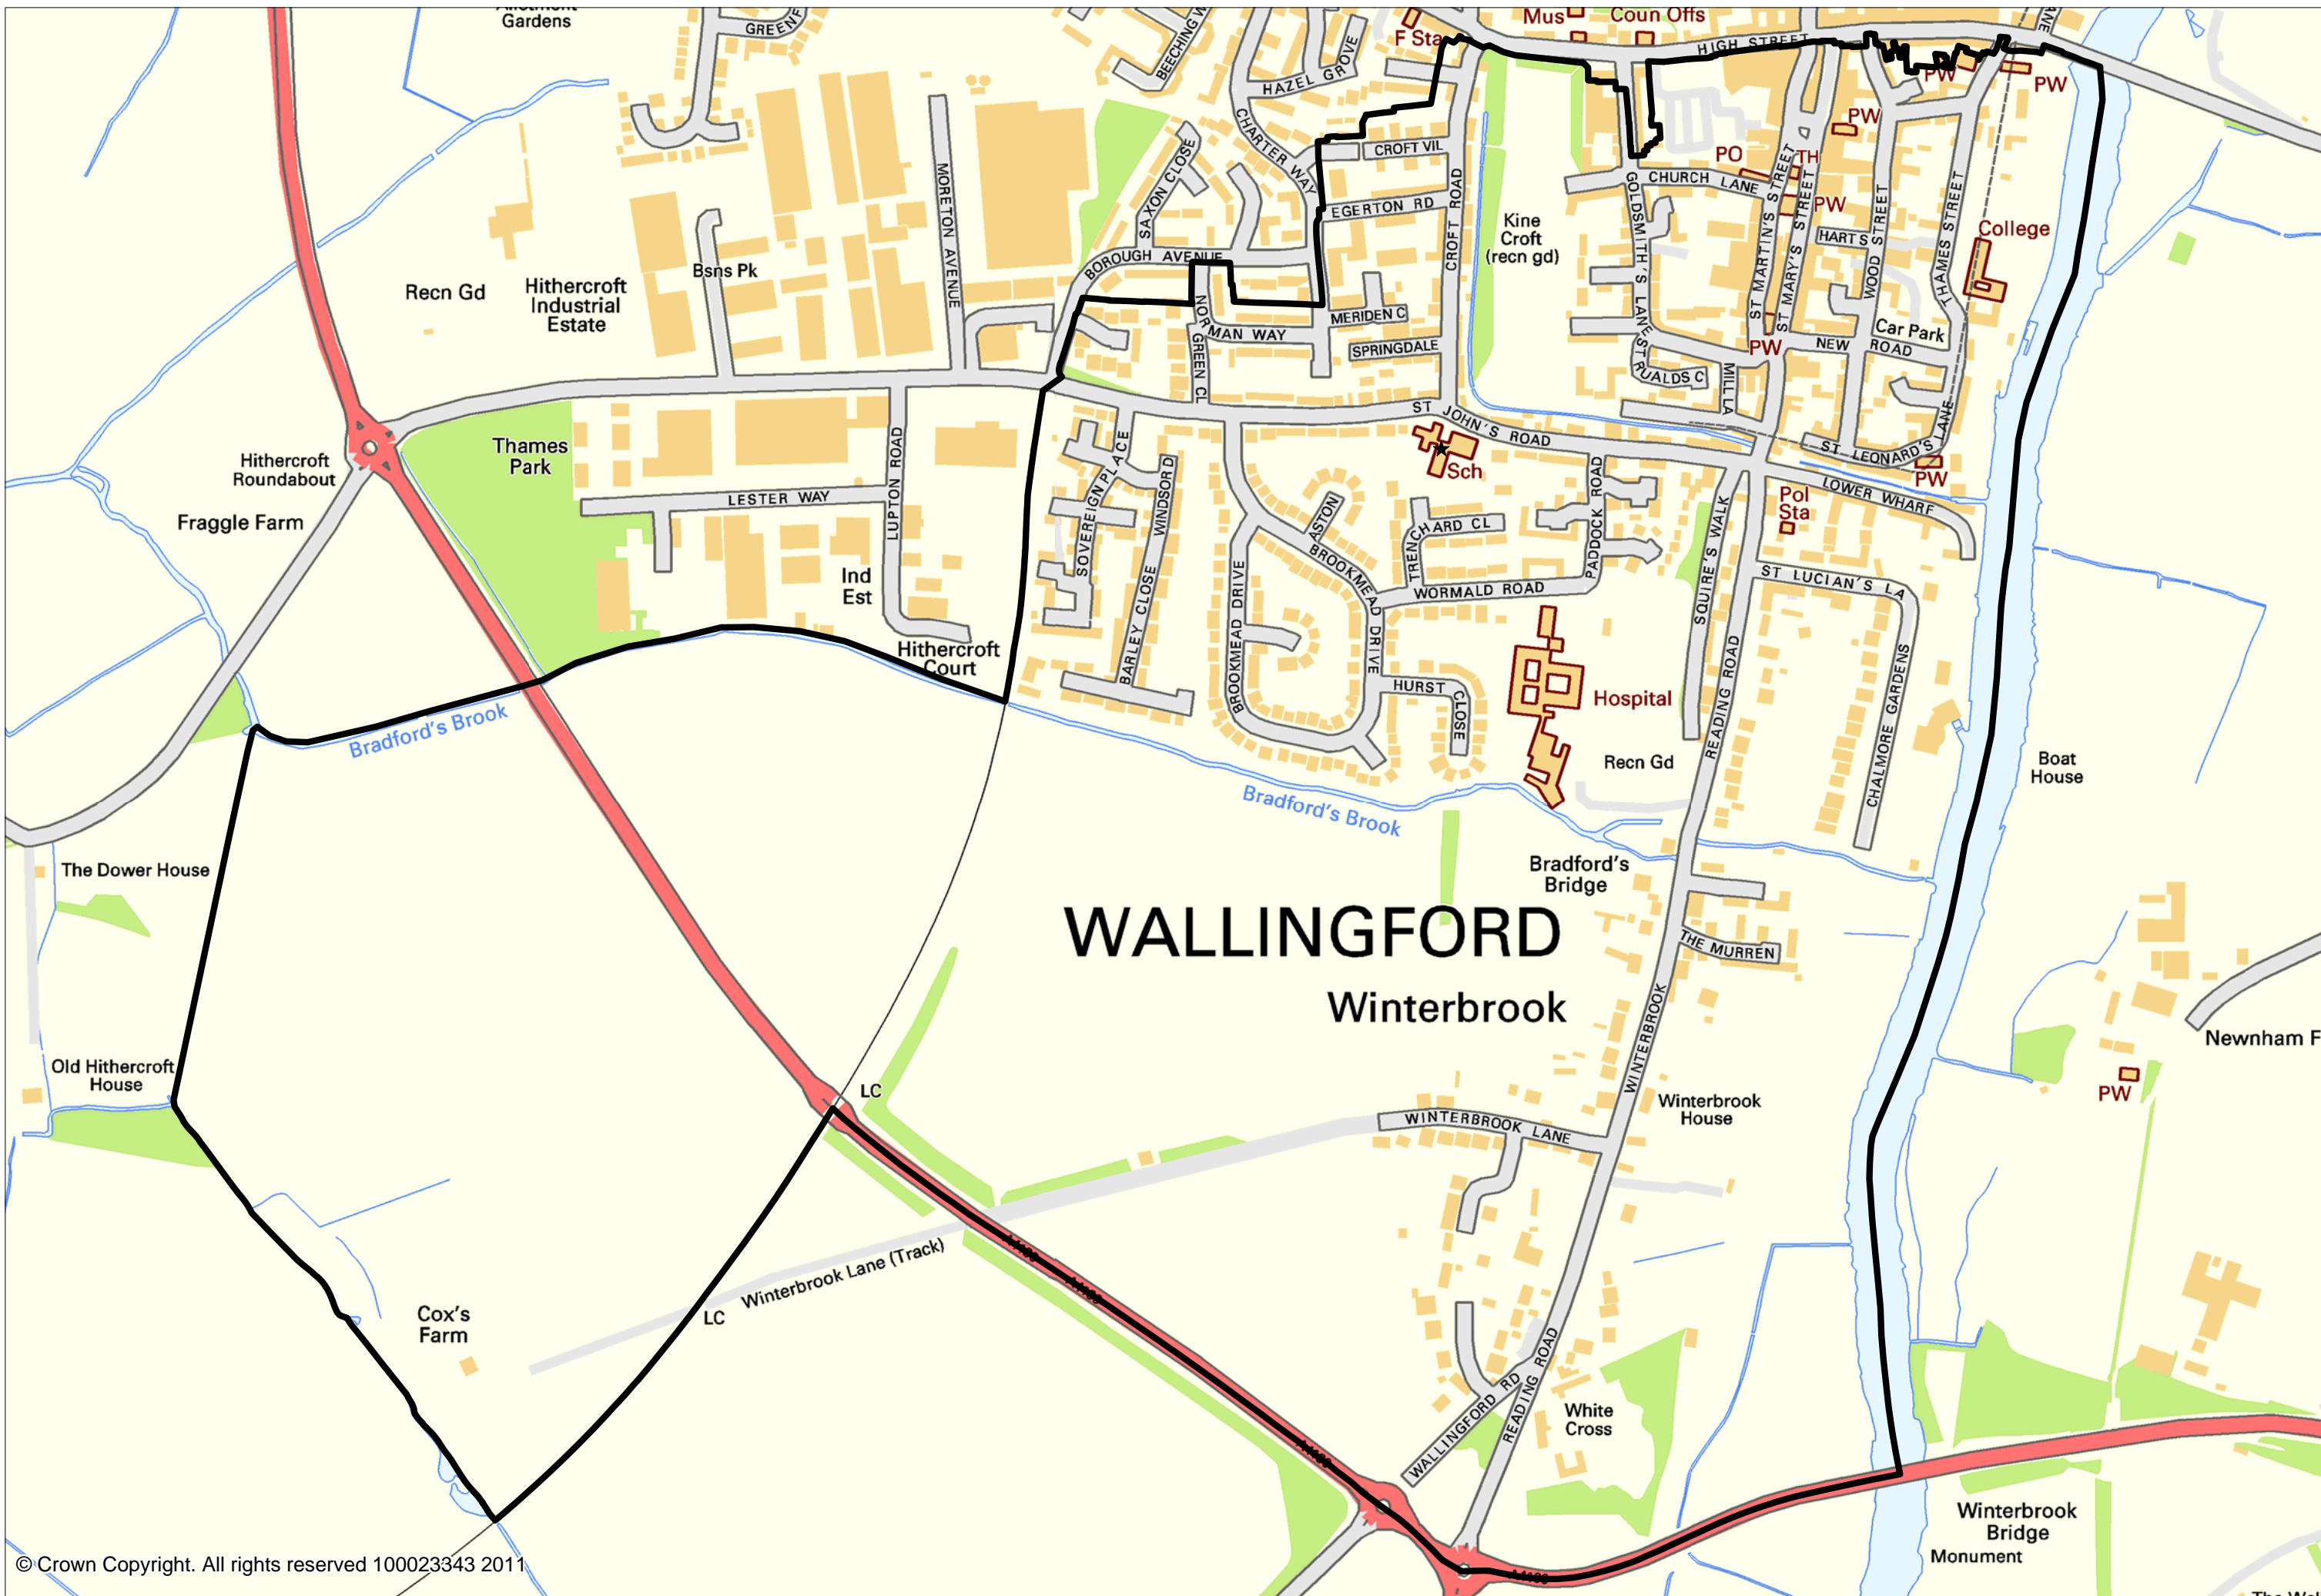 Gardens
GREENF
BEECHING W
HAZEL GROVE
F Sta
Mus
Coun Offs
HIGH STREET
ANE
PW
PW
PW
CHARTER WAY
CROFT VIL
EGERTON RD
CROFT ROAD
SAXON CLOSE
MORETON AVENUE
BOROUGH AVENUE
Kine
Croft
(recn gd)
PO
TH
CHURCH LANE
GOLDSMITH'S LANE
ST MARTIN'S STREET
ST MARY'S STREET
PW
HART S
WOOD STREET
THAMES STREET
College
Recn Gd
Hithercroft
Industrial
Estate
Bsns Pk
NORMAN WAY
MERIDEN C
SPRINGDALE
GREEN CL
ST RUALDS C
MILL LA
PW
NEW ROAD
Car Park
Thames
Park
Hithercroft
Roundabout
Fraggle Farm
LESTER WAY
LUPTON ROAD
ST JOHN'S ROAD
Sch
ST LEONARD'S LANE
PW
LOWER WHARF
Pol
Sta
SOVEREIGN PLACE
WINDSOR D
BARLEY CLOSE
ASTON
TRENCHARD CL
PADDOCK ROAD
BROOKMEAD DRIVE
BROOKMEAD DRIVE
WORMALD ROAD
SQUIRE'S WALK
ST LUCIAN'S LA
Ind
Est
Hithercroft
Court
HURST CLOSE
Hospital
READING ROAD
CHALMORE GARDENS
Recn Gd
Boat
House
Bradford's Brook
Bradford's Brook
The Dower House
Bradford's
Bridge
WALLINGFORD
Winterbrook
THE MURREN
WINTERBROOK
Newnham F
PW
Old Hithercroft
House
LC
WINTERBROOK LANE
Winterbrook
House
Winterbrook Lane (Track)
LC
Cox's
Farm
WALLINGFORD RD
READING ROAD
White
Cross
Winterbrook
Bridge
Monument
© Crown Copyright. All rights reserved 100023343 2011